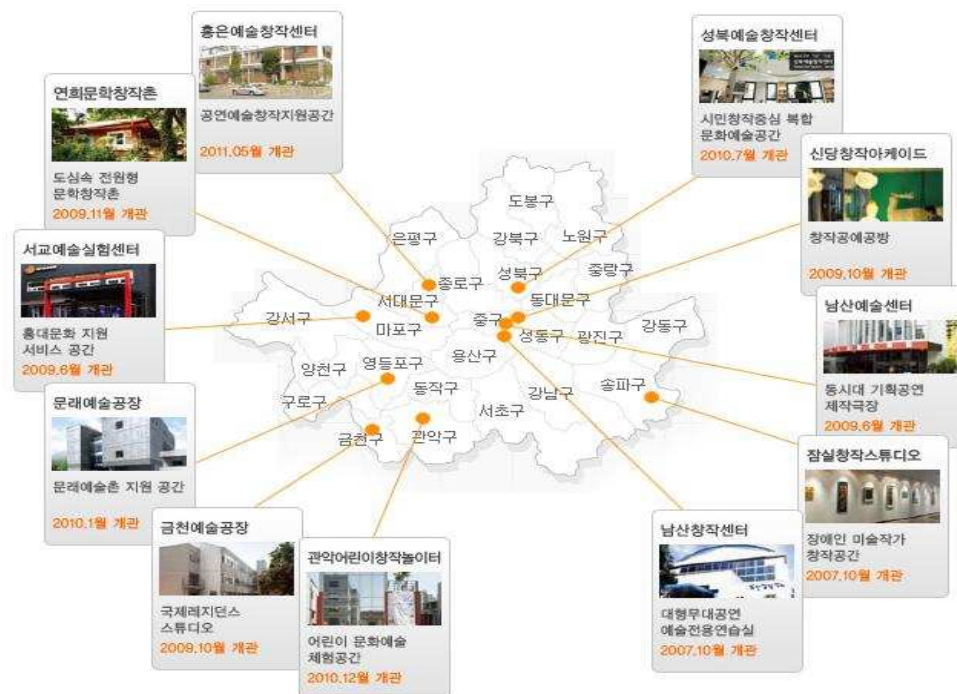 홍은예술창작센터
공연예술창작지원공간
2011.05월 개관
성북예술창작센터
시민창작중심 복합
문화예술공간
2010.7월 개관
연희문학창작촌
도심속 전원형
문학창작촌
2009.11월 개관
신당창작아케이드
창작공예공방
2009.10월 개관
서교예술실험센터
홍대문화 지원
서비스 공간
2009.6월 개관
남산예술센터
동시대 기획공연
제작극장
2009.6월 개관
문래예술공장
문래예술촌 지원 공간
2010.1월 개관
잠실창작스튜디오
장애인 미술작가
창작공간
2007.10월 개관
금천예술공장
국제레지던스
스튜디오
2009.10월 개관
관악어린이창작놀이터
어린이 문화예술
체험공간
2010.12월 개관
남산창작센터
대형무대공연
예술전용연습실
2007.10월 개관
도봉구
은평구
강북구
노원구
종로구
성북구
중랑구
서대문구
동대문구
강서구
마포구
중구
성동구
광진구
강동구
양천구
영등포구
용산구
동작구
강남구
송파구
구로구
서초구
금천구
관악구